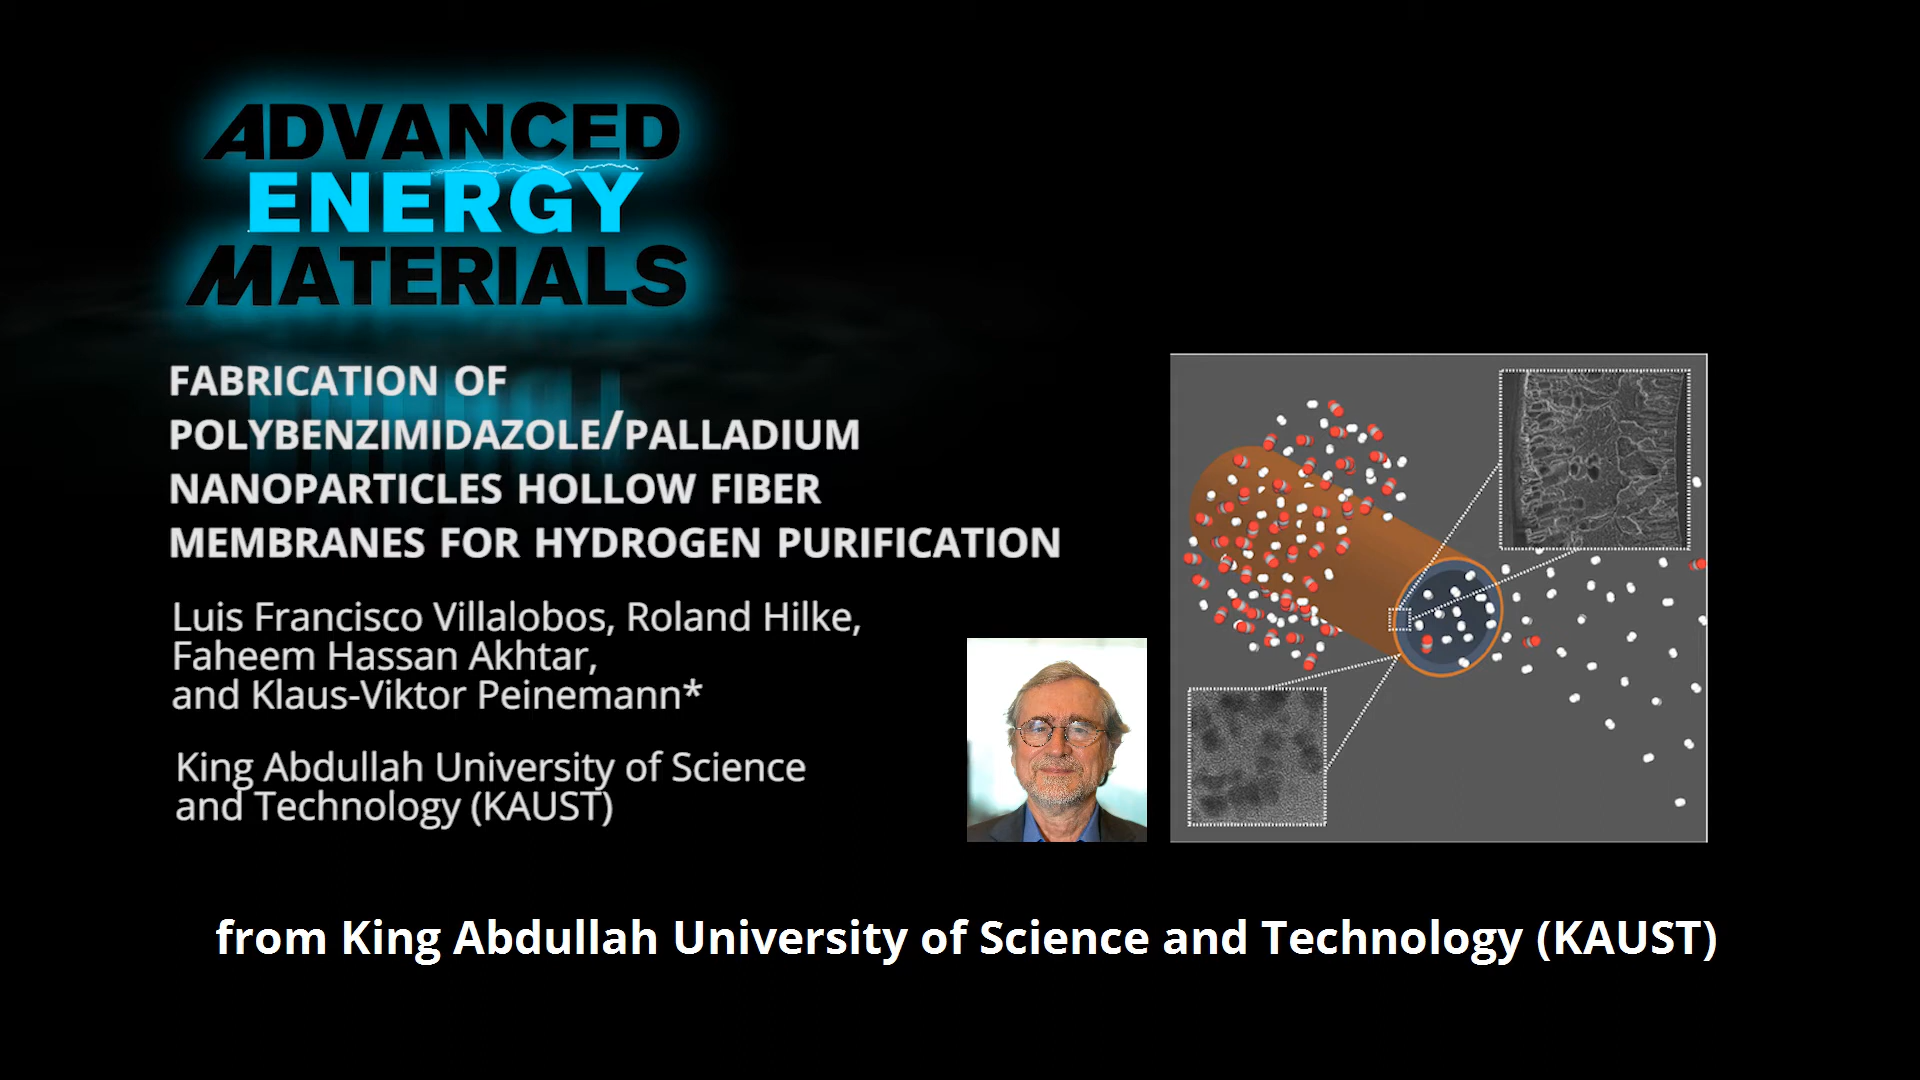 ADVANCED
ENERGY
MATERIALS
FABRICATION OF
POLYBENZIMIDAZOLE/PALLADIUM
NANOPARTICLES HOLLOW FIBER
MEMBRANES FOR HYDROGEN PURIFICATION
Luis Francisco Villalobos, Roland Hilke,
Faheem Hassan Akhtar,
and Klaus-Viktor Peinemann*
King Abdullah University of Science
and Technology (KAUST)
from King Abdullah University of Science and Technology (KAUST)